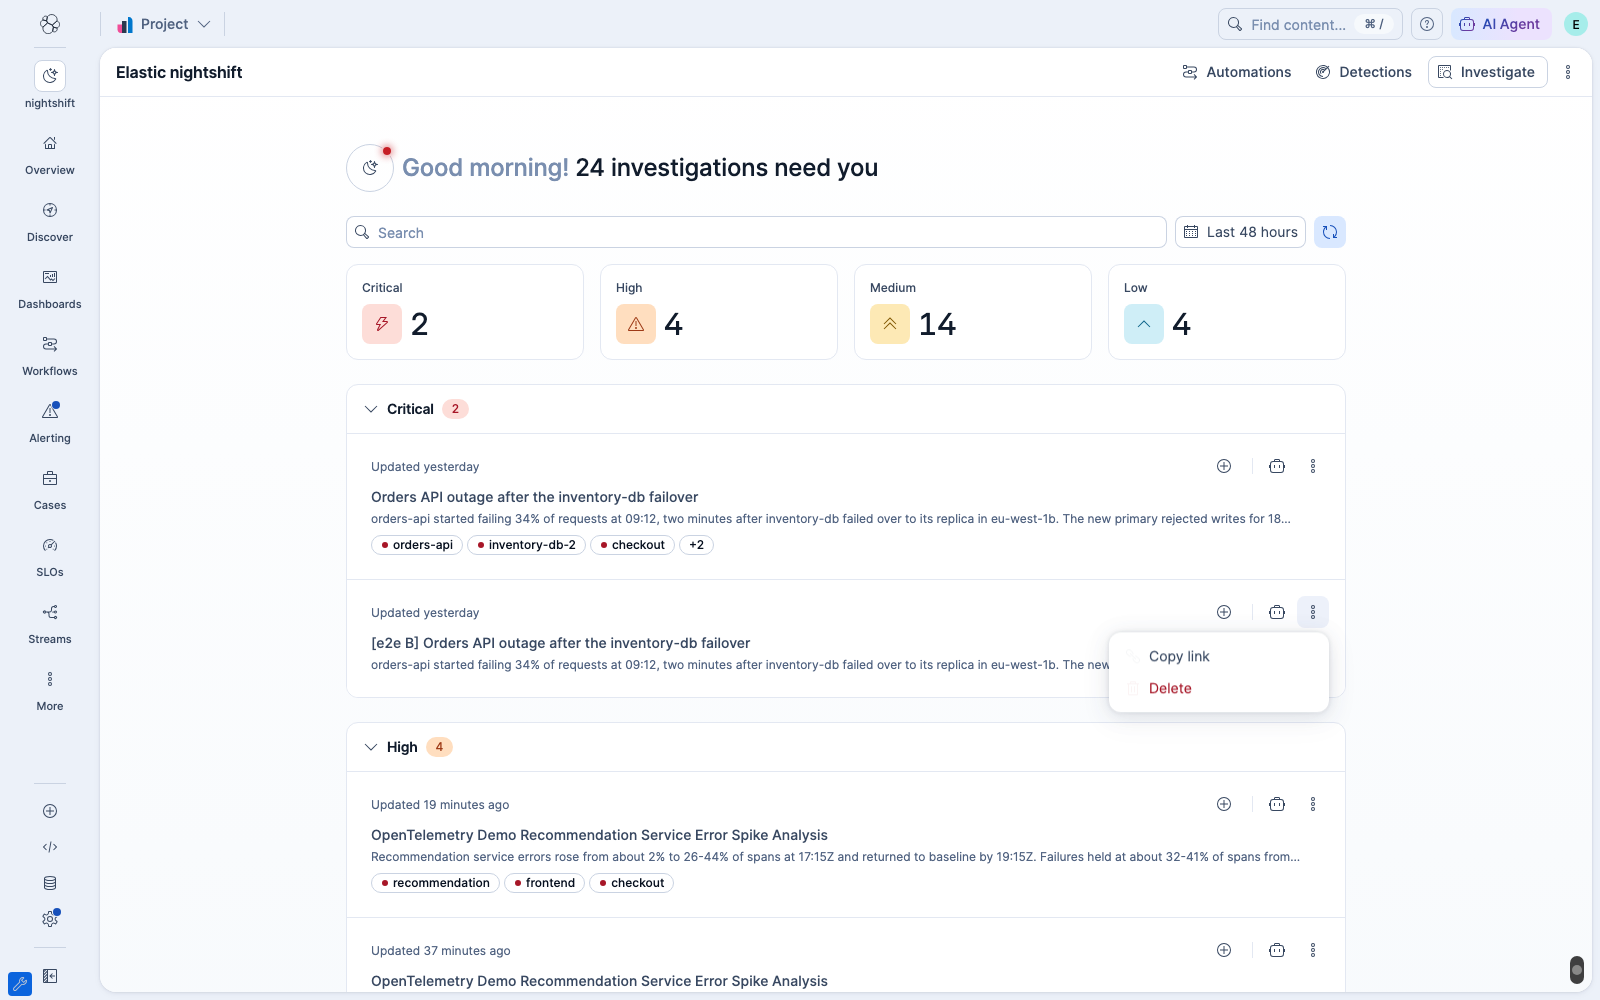 Project
Find content...
⌘ /
AI Agent
E
Elastic nightshift
Automations
Detections
Investigate
nightshift
Overview
Discover
Dashboards
Workflows
Alerting
Cases
SLOs
Streams
More
Good morning! 24 investigations need you
Search
Last 48 hours
Critical
2
High
4
Medium
14
Low
4
Critical 2
Updated yesterday
Orders API outage after the inventory-db failover
orders-api started failing 34% of requests at 09:12, two minutes after inventory-db failed over to its replica in eu-west-1b. The new primary rejected writes for 18...
orders-api
inventory-db-2
checkout
+2
Updated yesterday
[e2e B] Orders API outage after the inventory-db failover
orders-api started failing 34% of requests at 09:12, two minutes after inventory-db failed over to its replica in eu-west-1b. The new
Copy link
Delete
High 4
Updated 19 minutes ago
OpenTelemetry Demo Recommendation Service Error Spike Analysis
Recommendation service errors rose from about 2% to 26-44% of spans at 17:15Z and returned to baseline by 19:15Z. Failures held at about 32-41% of spans from...
recommendation
frontend
checkout
Updated 37 minutes ago
OpenTelemetry Demo Recommendation Service Error Spike Analysis